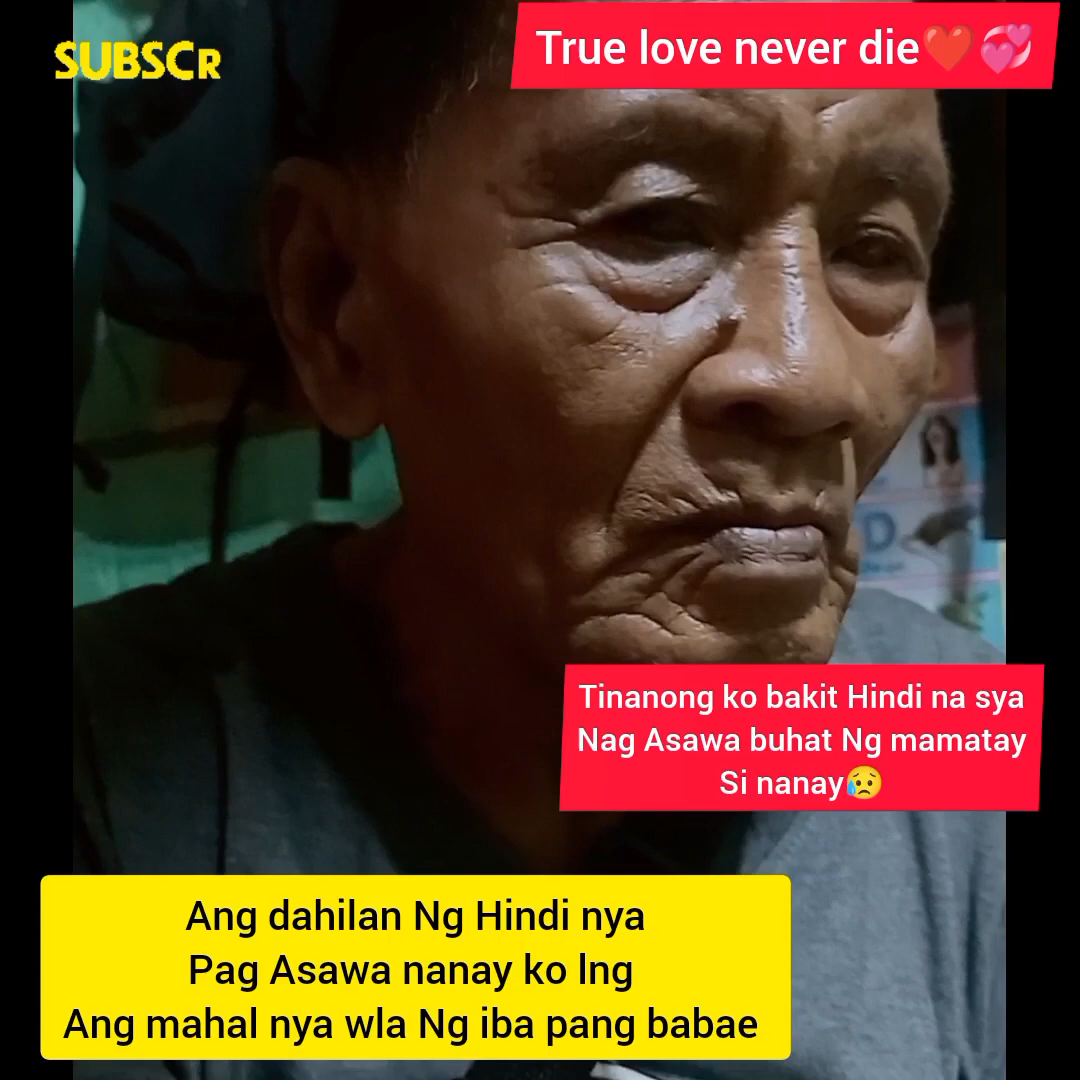 SUBSCR
True love never die❤️💞
Tinanong ko bakit Hindi na sya
Nag Asawa buhat Ng mamatay
Si nanay😥
Ang dahilan Ng Hindi nya
Pag Asawa nanay ko lng
Ang mahal nya wla Ng iba pang babae
D